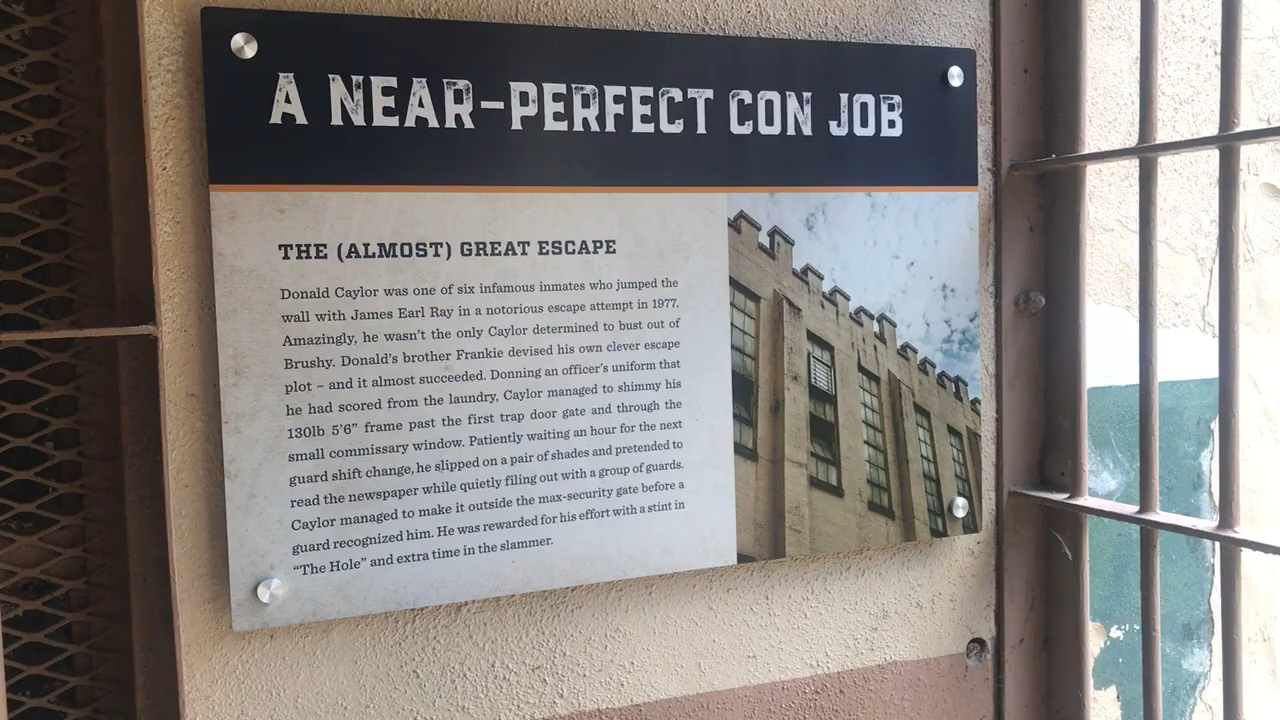 A NEAR-PERFECT CON JOB
THE (ALMOST) GREAT ESCAPE
Donald Caylor was one of six infamous inmates who jumped the
wall with James Earl Ray in a notorious escape attempt in 1977.
Amazingly, he wasn't the only Caylor determined to bust out of
Brushy. Donald's brother Frankie devised his own clever escape
plot – and it almost succeeded. Donning an officer's uniform that
he had scored from the laundry, Caylor managed to shimmy his
130lb 5'6” frame past the first trap door gate and through the
small commissary window. Patiently waiting an hour for the next
guard shift change, he slipped on a pair of shades and pretended to
read the newspaper while quietly filing out with a group of guards.
Caylor managed to make it outside the max-security gate before a
guard recognized him. He was rewarded for his effort with a stint in
“The Hole” and extra time in the slammer.